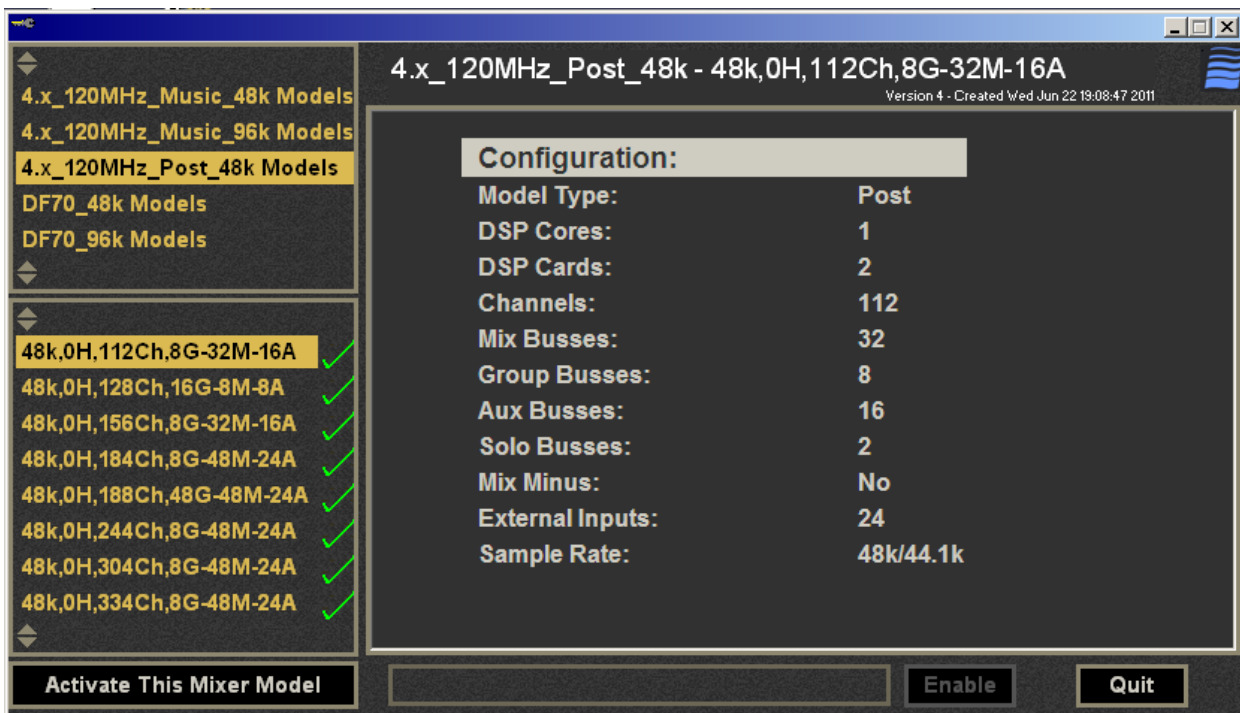 4.x_120MHz_Music_48k Models
4.x_120MHz_Music_96k Models
4.x_120MHz_Post_48k Models
DF70_48k Models
DF70_96k Models
48k,0H,112Ch,8G-32M-16A
48k,0H,128Ch,16G-8M-8A
48k,0H,156Ch,8G-32M-16A
48k,0H,184Ch,8G-48M-24A
48k,0H,188Ch,48G-48M-24A
48k,0H,244Ch,8G-48M-24A
48k,0H,304Ch,8G-48M-24A
48k,0H,334Ch,8G-48M-24A
Activate This Mixer Model
4.x_120MHz_Post_48k - 48k,0H,112Ch,8G-32M-16A
Version 4 - Created Wed Jun 22 19:08:47 2011
Configuration:
Model Type: Post
DSP Cores: 1
DSP Cards: 2
Channels: 112
Mix Busses: 32
Group Busses: 8
Aux Busses: 16
Solo Busses: 2
Mix Minus: No
External Inputs: 24
Sample Rate: 48k/44.1k
Enable
Quit